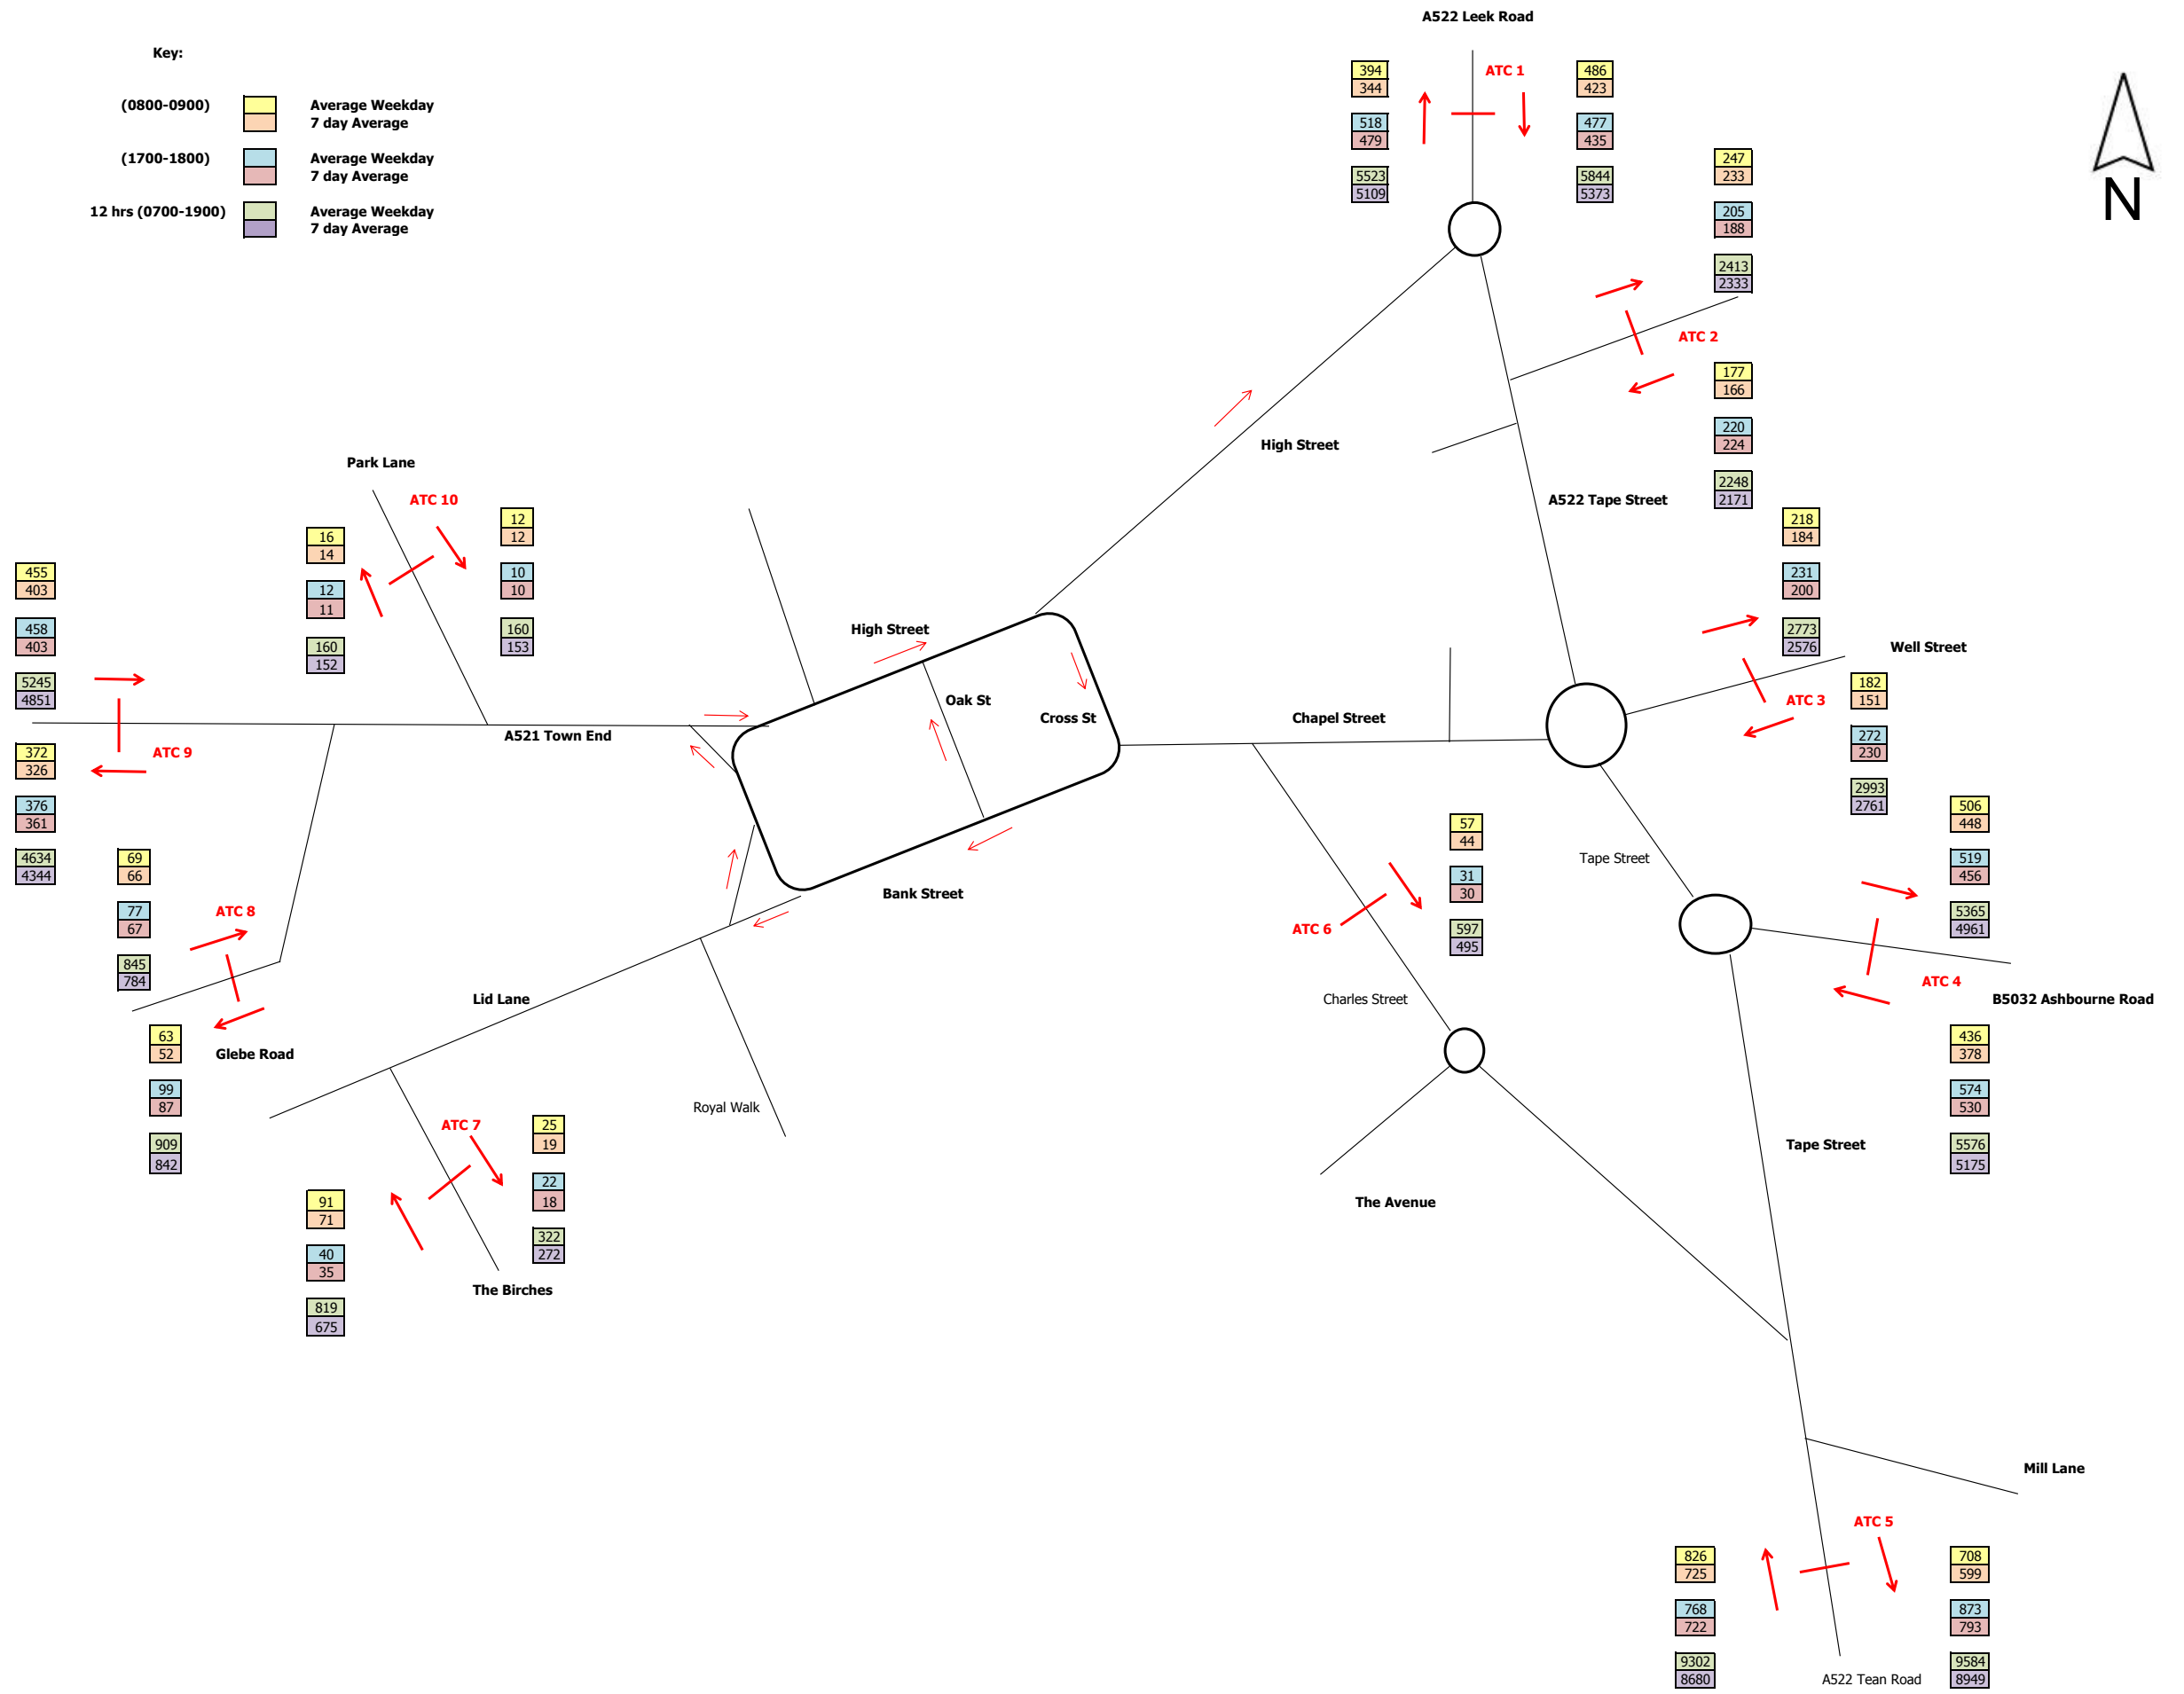 A522 Leek Road
Key:
(0800-0900)
Average Weekday
7 day Average
(1700-1800)
Average Weekday
7 day Average
12 hrs (0700-1900)
Average Weekday
7 day Average
N
ATC 1
394
344
518
479
5523
5109
486
423
477
435
5844
5373
247
233
205
188
2413
2333
ATC 2
177
166
220
224
2248
2171
High Street
A522 Tape Street
Park Lane
ATC 10
16
14
12
11
160
152
12
12
10
10
160
153
455
403
458
403
5245
4851
ATC 9
372
326
376
361
4634
4344
A521 Town End
High Street
Oak St
Cross St
Chapel Street
Bank Street
218
184
231
200
2773
2576
Well Street
ATC 3
182
151
272
230
2993
2761
Tape Street
506
448
519
456
5365
4961
ATC 4
B5032 Ashbourne Road
436
378
574
530
5576
5175
57
44
31
30
597
495
ATC 6
Charles Street
The Avenue
Tape Street
69
66
77
67
845
784
ATC 8
63
52
99
87
909
842
Glebe Road
Lid Lane
Royal Walk
ATC 7
25
19
22
18
322
272
91
71
40
35
819
675
The Birches
Mill Lane
ATC 5
826
725
768
722
9302
8680
708
599
873
793
9584
8949
A522 Tean Road